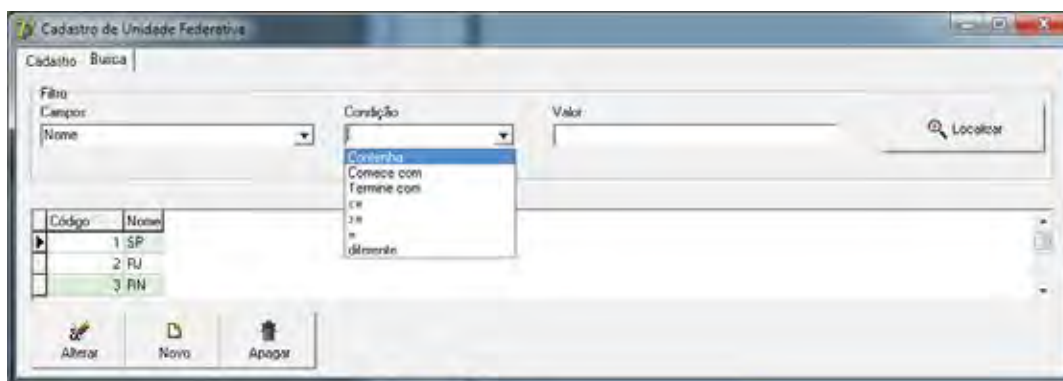 Cadastro de Unidade Federativa
Cadastro Busca
Filtro
Campos Condição Valor
Nome
Localizar
Contenha
Comece com
Termine com
<=
>=
=
diferente
Código Nome
1 SP
2 RJ
3 RN
Alterar Novo Apagar